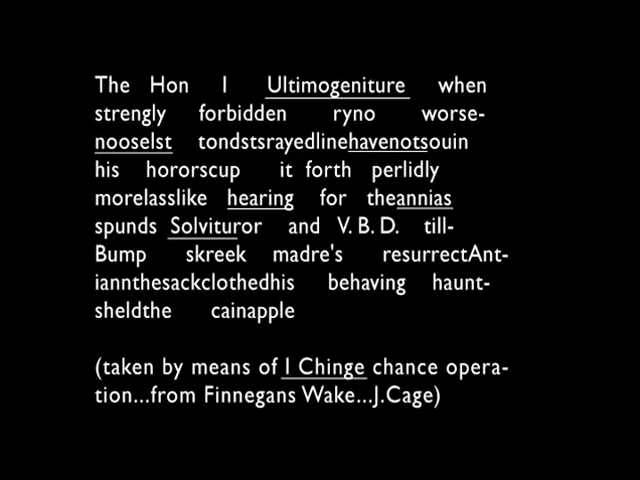 The Hon I Ultimogeniture when
strengly forbidden ryno worse-
nooselst tondstsrayedlinehavenotsouin
his hororscup it forth perlidly
morelasslike hearing for theannias
spunds Solvituror and V. B. D. till-
Bump skreek madre's resurrectAnt-
iannthesackclothedhis behaving haunt-
sheldthe cainapple
(taken by means of I Chinge chance opera-
tion...from Finnegans Wake...J.Cage)